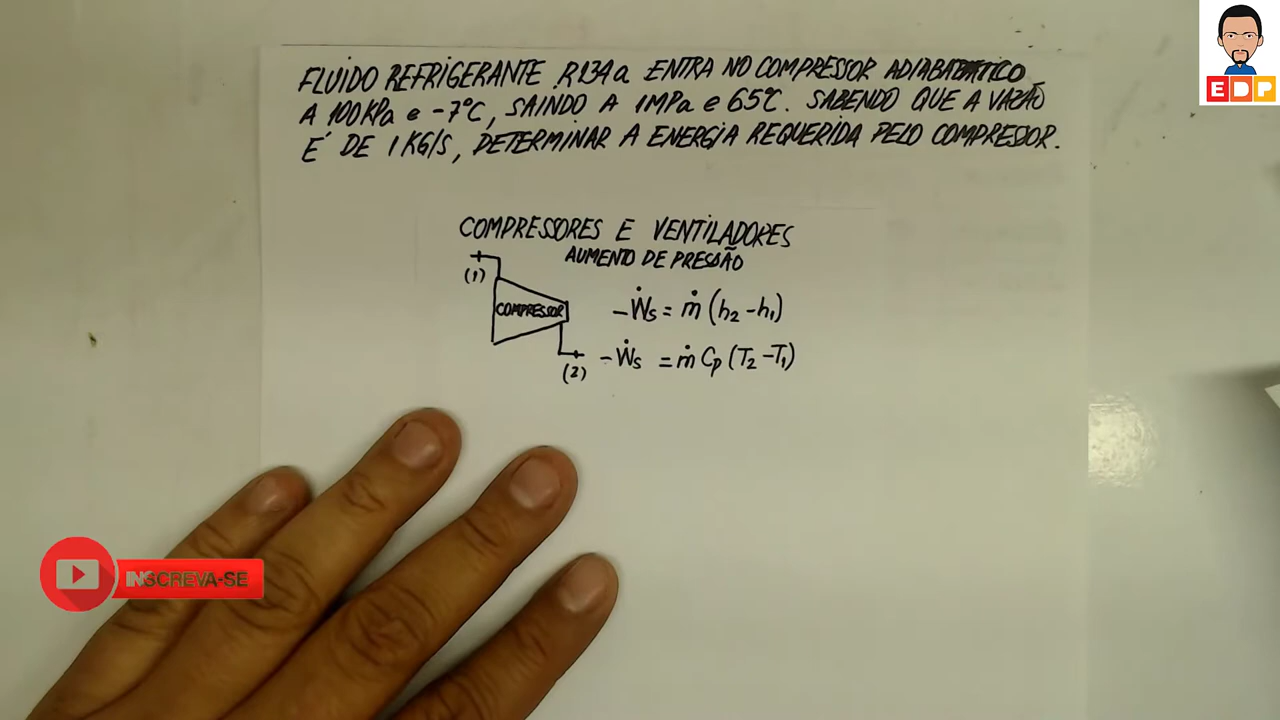 FLUIDO REFRIGERANTE R134a ENTRA NO COMPRESSOR ADIABATICO
A 100KPa e -7°C, SAINDO A 1MPa e 65°C. SABENDO QUE A VAZÃO
É DE 1KG/S, DETERMINAR A ENERGIA REQUERIDA PELO COMPRESSOR.
COMPRESSORES E VENTILADORES
AUMENTO DE PRESSÃO
(1)
COMPRESSOR
(2)
-Ẇs = ṁ (h2 - h1)
-Ẇs = ṁ Cp (T2 - T1)
INSCREVA-SE
EDP